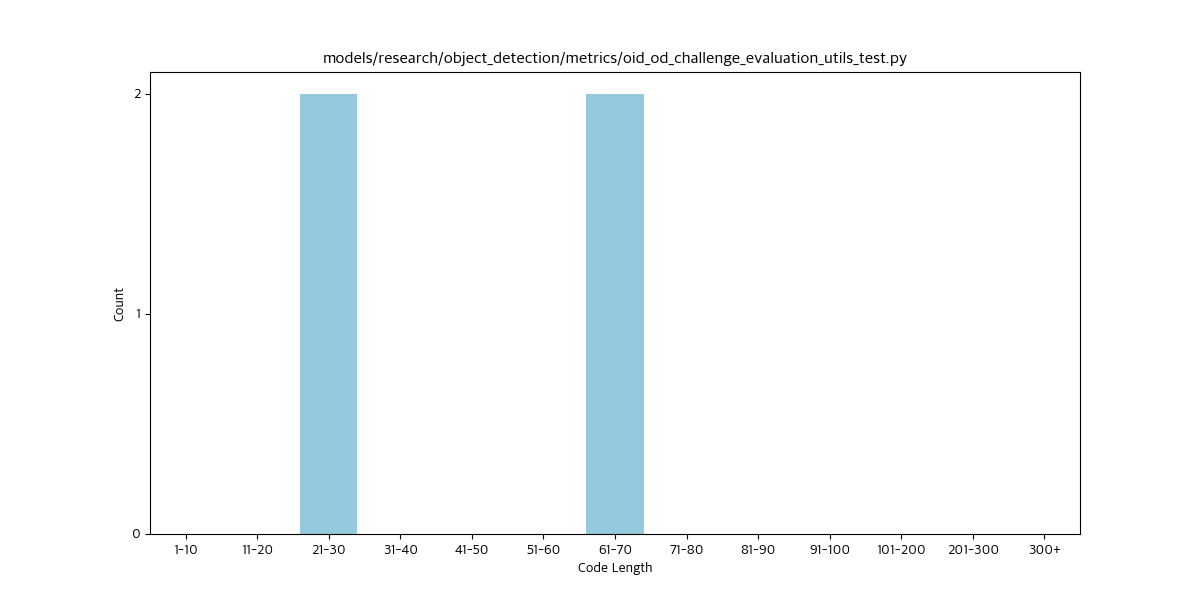 models/research/object_detection/metrics/oid_od_challenge_evaluation_utils_test.py
2
1
0
Count
1-10 11-20 21-30 31-40 41-50 51-60 61-70 71-80 81-90 91-100 101-200 201-300 300+
Code Length